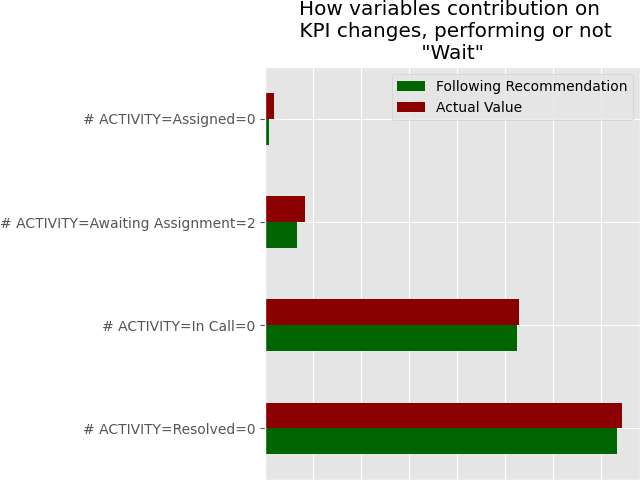 How variables contribution on
KPI changes, performing or not
"Wait"
Following Recommendation
Actual Value
# ACTIVITY=Assigned=0
# ACTIVITY=Awaiting Assignment=2
# ACTIVITY=In Call=0
# ACTIVITY=Resolved=0